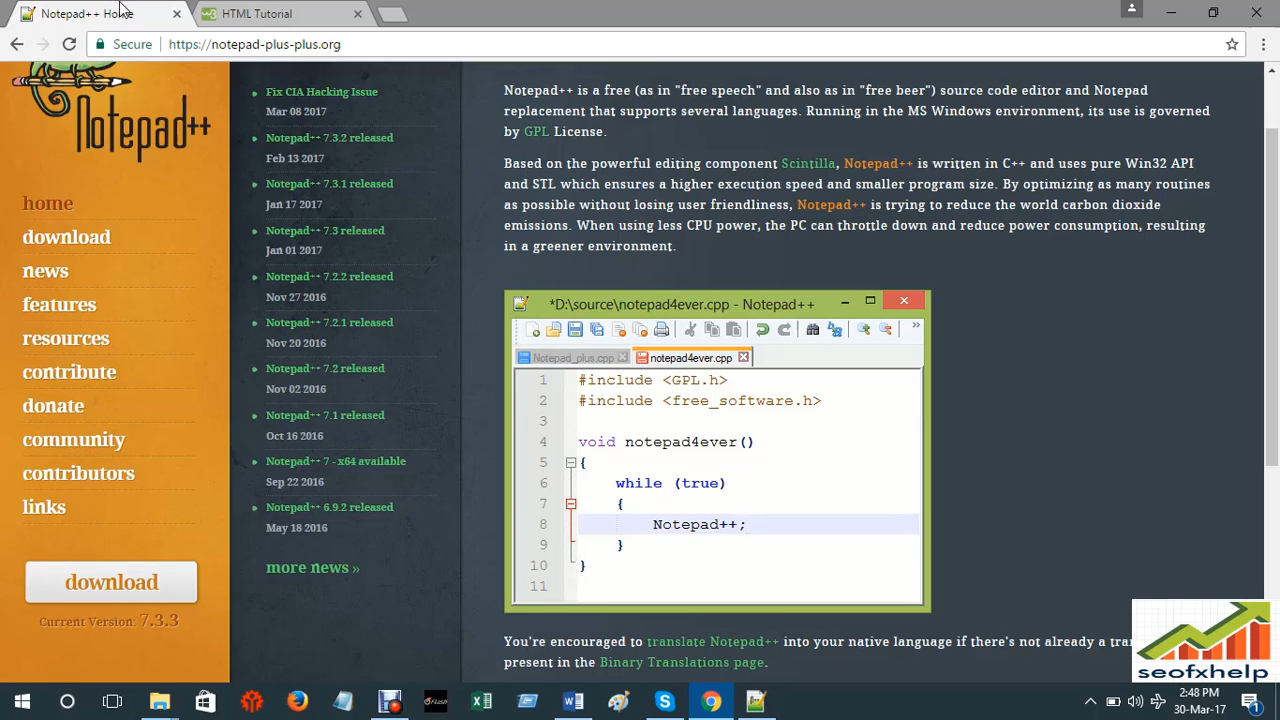 Notepad++ Home
HTML Tutorial
Secure
https://notepad-plus-plus.org
Notepad++
home
download
news
features
resources
contribute
donate
community
contributors
links
download
Current Version: 7.3.3
Fix CIA Hacking Issue
Mar 08 2017
Notepad++ 7.3.2 released
Feb 13 2017
Notepad++ 7.3.1 released
Jan 17 2017
Notepad++ 7.3 released
Jan 01 2017
Notepad++ 7.2.2 released
Nov 27 2016
Notepad++ 7.2.1 released
Nov 20 2016
Notepad++ 7.2 released
Nov 02 2016
Notepad++ 7.1 released
Oct 16 2016
Notepad++ 7 - x64 available
Sep 22 2016
Notepad++ 6.9.2 released
May 18 2016
more news »
Notepad++ is a free (as in "free speech" and also as in "free beer") source code editor and Notepad
replacement that supports several languages. Running in the MS Windows environment, its use is governed
by GPL License.
Based on the powerful editing component Scintilla, Notepad++ is written in C++ and uses pure Win32 API
and STL which ensures a higher execution speed and smaller program size. By optimizing as many routines
as possible without losing user friendliness, Notepad++ is trying to reduce the world carbon dioxide
emissions. When using less CPU power, the PC can throttle down and reduce power consumption, resulting
in a greener environment.
*D:\source\notepad4ever.cpp - Notepad++
Notepad_plus.cpp
notepad4ever.cpp
1 #include <GPL.h>
2 #include <free_software.h>
3
4 void notepad4ever()
5 {
6 while (true)
7 {
8 Notepad++;
9 }
10 }
11
You're encouraged to translate Notepad++ into your native language if there's not already a
present in the Binary Translations page.
seofxhelp
2:48 PM
30-Mar-17
1